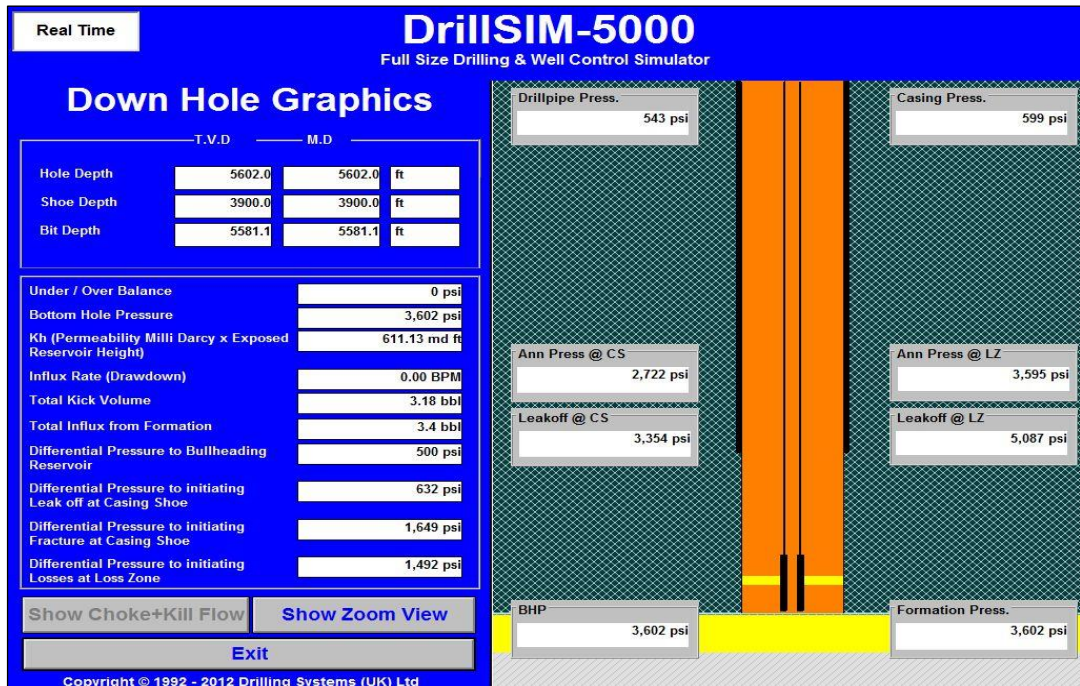 Real Time
DrillSIM-5000
Full Size Drilling & Well Control Simulator
Down Hole Graphics
T.V.D M.D
Hole Depth 5602.0 5602.0 ft
Shoe Depth 3900.0 3900.0 ft
Bit Depth 5581.1 5581.1 ft
Under / Over Balance 0 psi
Bottom Hole Pressure 3,602 psi
Kh (Permeability Milli Darcy x Exposed
Reservoir Height) 611.13 md ft
Influx Rate (Drawdown) 0.00 BPM
Total Kick Volume 3.18 bbl
Total Influx from Formation 3.4 bbl
Differential Pressure to Bullheading
Reservoir 500 psi
Differential Pressure to initiating
Leak off at Casing Shoe 632 psi
Differential Pressure to initiating
Fracture at Casing Shoe 1,649 psi
Differential Pressure to initiating
Losses at Loss Zone 1,492 psi
Show Choke+Kill Flow Show Zoom View
Exit
Copyright © 1992 - 2012 Drilling Systems (UK) Ltd
Drillpipe Press.
543 psi
Casing Press.
599 psi
Ann Press @ CS
2,722 psi
Ann Press @ LZ
3,595 psi
Leakoff @ CS
3,354 psi
Leakoff @ LZ
5,087 psi
BHP
3,602 psi
Formation Press.
3,602 psi